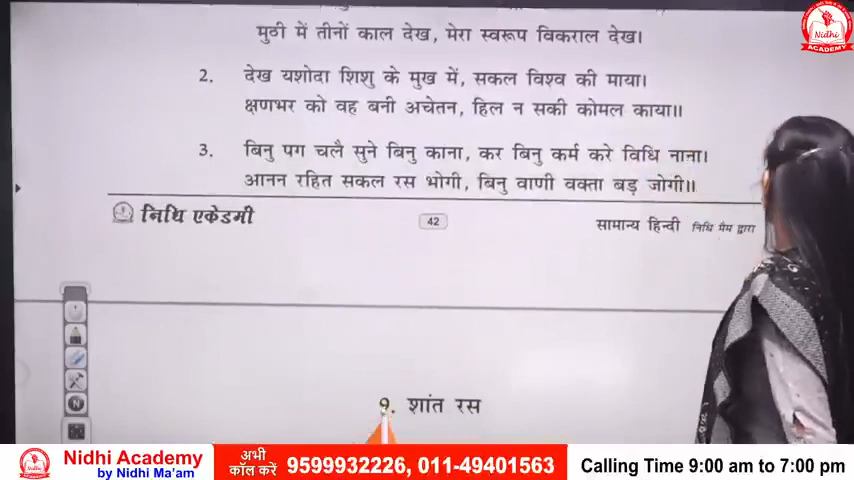 मुठी में तीनों काल देख, मेरा स्वरूप विकराल देख।
2. देख यशोदा शिशु के मुख में, सकल विश्व की माया।
क्षणभर को वह बनी अचेतन, हिल न सकी कोमल काया॥
3. बिनु पग चलै सुने बिनु काना, कर बिनु कर्म करे विधि नाना।
आनन रहित सकल रस भोगी, बिनु वाणी वक्ता बड़ जोगी॥
निधि एकेडमी
42
सामान्य हिन्दी निधि मैम द्वारा
9. शांत रस
Nidhi
ACADEMY
N
Nidhi Academy
by Nidhi Ma'am
अभी
कॉल करें
9599932226, 011-49401563
Calling Time 9:00 am to 7:00 pm